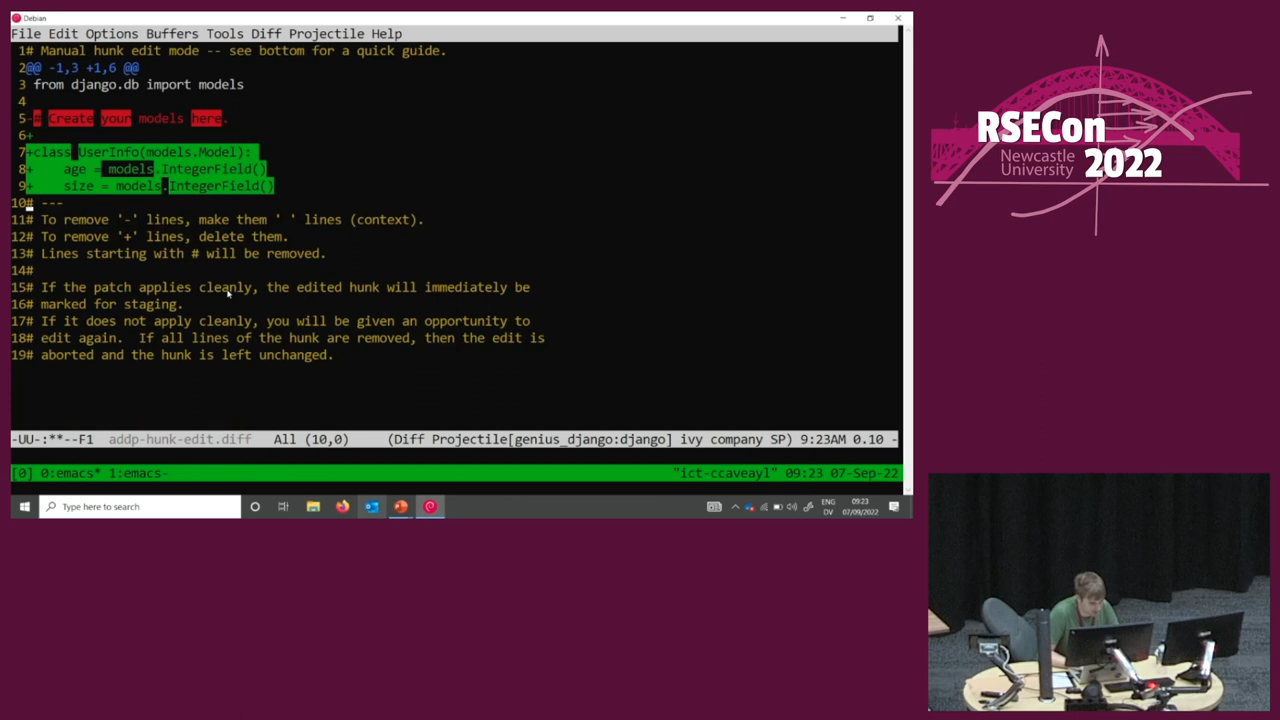 Debian
File Edit Options Buffers Tools Diff Projectile Help
1# Manual hunk edit mode -- see bottom for a quick guide.
2@@ -1,3 +1,6 @@
3 from django.db import models
4
5-# Create your models here.
6+
7+class UserInfo(models.Model):
8+    age = models.IntegerField()
9+    size = models.IntegerField()
10# ---
11# To remove '-' lines, make them ' ' lines (context).
12# To remove '+' lines, delete them.
13# Lines starting with # will be removed.
14#
15# If the patch applies cleanly, the edited hunk will immediately be
16# marked for staging.
17# If it does not apply cleanly, you will be given an opportunity to
18# edit again.  If all lines of the hunk are removed, then the edit is
19# aborted and the hunk is left unchanged.
-UU-:**--F1  addp-hunk-edit.diff   All (10,0)     (Diff Projectile[genius_django:django] ivy company SP) 9:23AM 0.10 -
[0] 0:emacs* 1:emacs- "ict-ccaveayl" 09:23 07-Sep-22
Type here to search
ENG
DV
09:23
07/09/2022
RSECon
Newcastle
University
2022